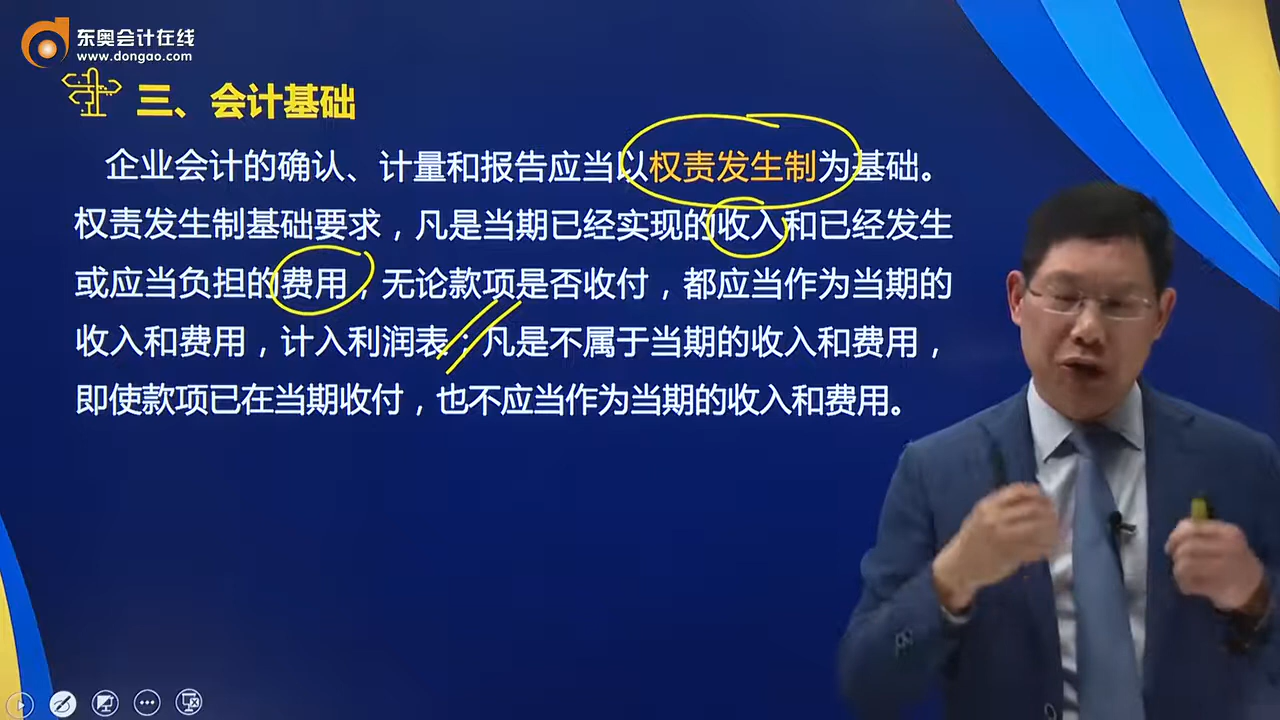 东奥会计在线
www.dongao.com
三、会计基础
企业会计的确认、计量和报告应当以权责发生制为基础。
权责发生制基础要求，凡是当期已经实现的收入和已经发生
或应当负担的费用，无论款项是否收付，都应当作为当期的
收入和费用，计入利润表；凡是不属于当期的收入和费用，
即使款项已在当期收付，也不应当作为当期的收入和费用。